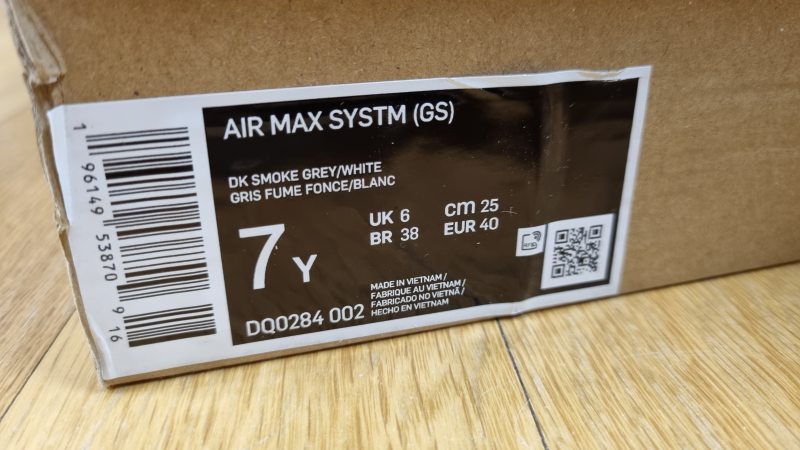 AIR MAX SYSTM (GS)
DK SMOKE GREY/WHITE
GRIS FUME FONCE/BLANC
7Y
UK 6
BR 38
cm 25
EUR 40
RFID
DQ0284 002
MADE IN VIETNAM /
FABRIQUE AU VIETNAM /
FABRICADO NO VIETNÃ /
HECHO EN VIETNAM
1 96149 53870 9 16